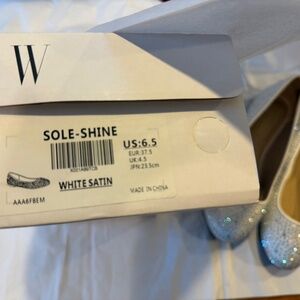 W
SOLE-SHINE
US:6.5
EUR:37.5
UK:4.5
JPN:23.5cm
WHITE SATIN
MADE IN CHINA
AAA6FBEM